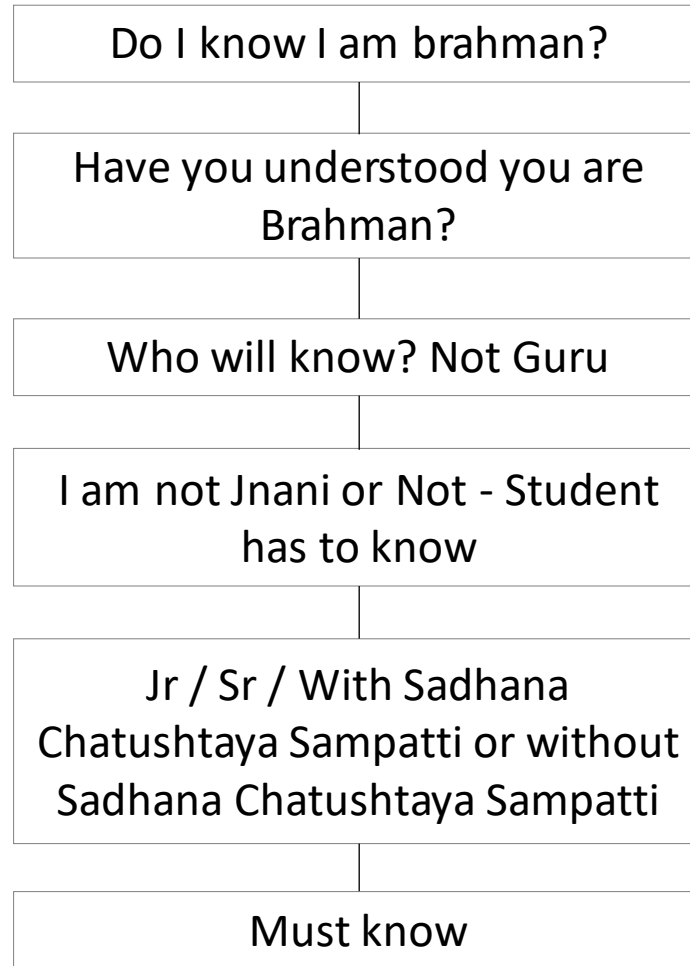 Do I know I am brahman?
Have you understood you are
Brahman?
Who will know? Not Guru
I am not Jnani or Not - Student
has to know
Jr / Sr / With Sadhana
Chatushtaya Sampatti or without
Sadhana Chatushtaya Sampatti
Must know